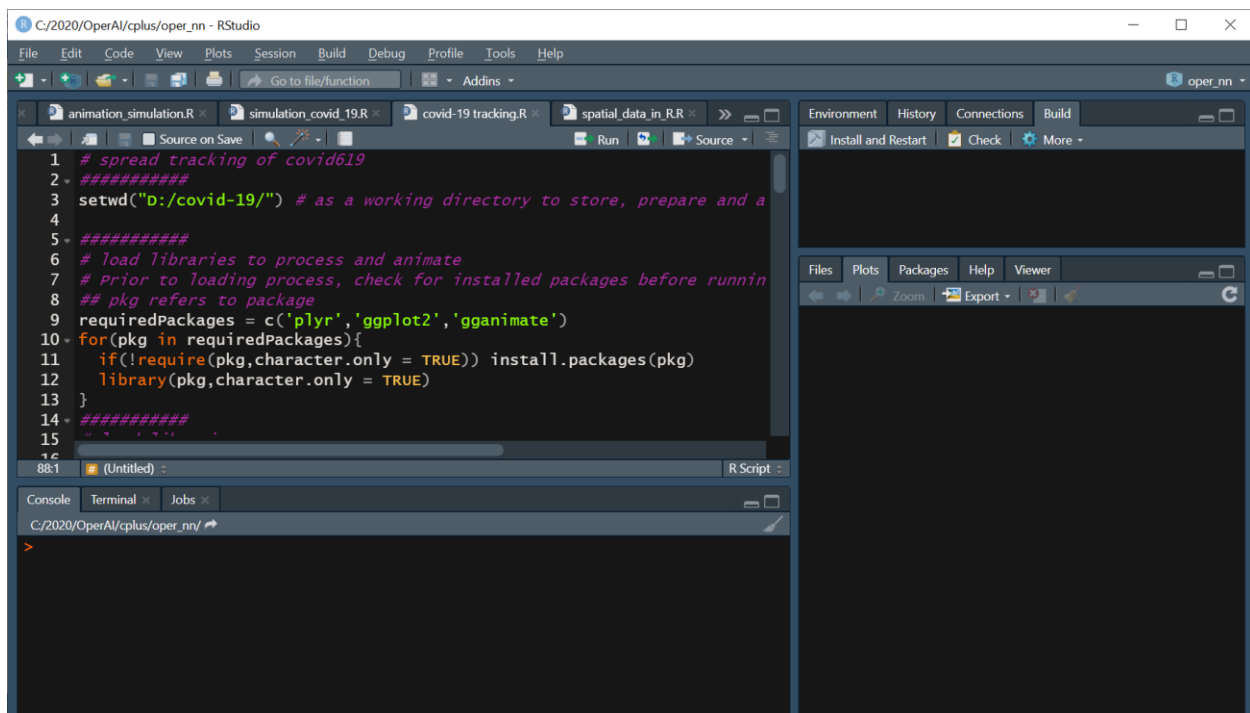 C:/2020/OperAI/cplus/oper_nn - RStudio
File Edit Code View Plots Session Build Debug Profile Tools Help
Go to file/function Addins oper_nn
animation_simulation.R simulation_covid_19.R covid-19 tracking.R spatial_data_in_R.R
Source on Save Run Source
1 # spread tracking of covid619
2 ###########
3 setwd("D:/covid-19/") # as a working directory to store, prepare and a
4
5 ###########
6 # load libraries to process and animate
7 # Prior to loading process, check for installed packages before runnin
8 ## pkg refers to package
9 requiredPackages = c('plyr','ggplot2','gganimate')
10 for(pkg in requiredPackages){
11 if(!require(pkg,character.only = TRUE)) install.packages(pkg)
12 library(pkg,character.only = TRUE)
13 }
14 ###########
15
16
88:1 (Untitled) R Script
Console Terminal Jobs
C:/2020/OperAI/cplus/oper_nn/
>
Environment History Connections Build
Install and Restart Check More
Files Plots Packages Help Viewer
Zoom Export